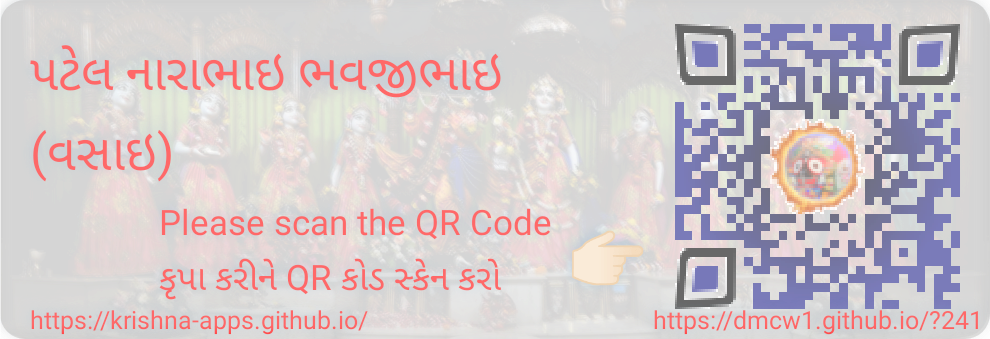 પટેલ નારાભાઇ ભવજીભાઇ
(વસાઇ)
Please scan the QR Code
કૃપા કરીને QR કોડ સ્કેન કરો
https://krishna-apps.github.io/
https://dmcw1.github.io/?241